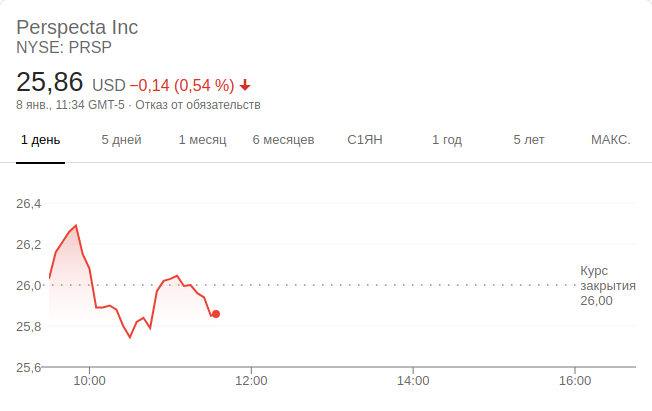 Perspecta Inc
NYSE: PRSP
25,86 USD −0,14 (0,54 %)
8 янв., 11:34 GMT-5 · Отказ от обязательств
1 день 5 дней 1 месяц 6 месяцев С1ЯН 1 год 5 лет МАКС.
26,4
26,2
26,0
25,8
25,6
Курс
закрытия
26,00
10:00 12:00 14:00 16:00